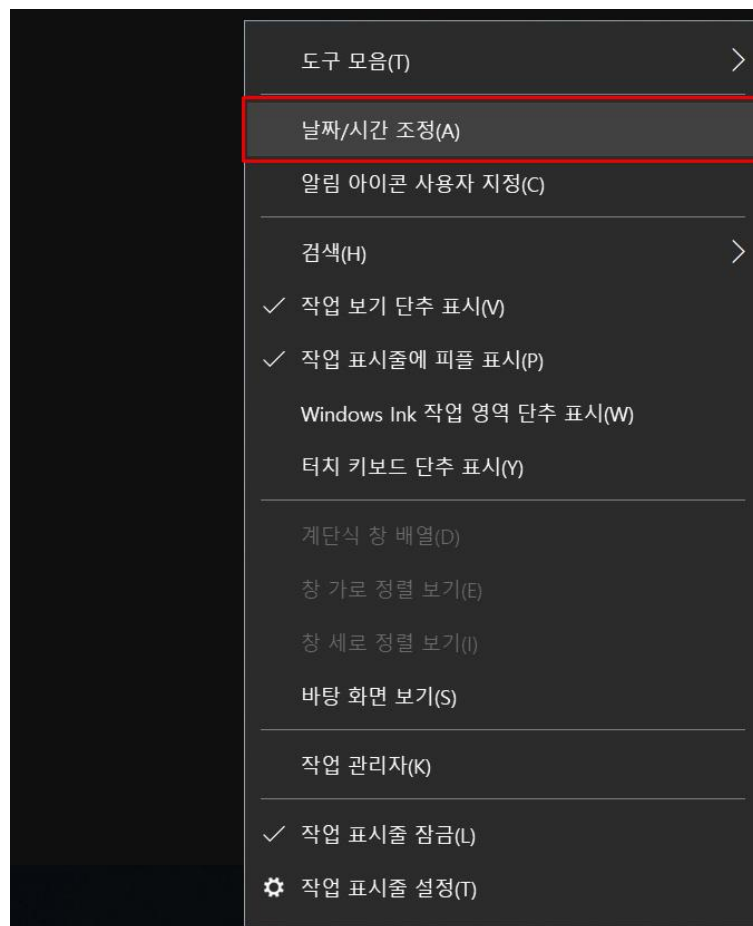 도구 모음(T)
날짜/시간 조정(A)
알림 아이콘 사용자 지정(C)
검색(H)
작업 보기 단추 표시(V)
작업 표시줄에 피플 표시(P)
Windows Ink 작업 영역 단추 표시(W)
터치 키보드 단추 표시(Y)
계단식 창 배열(D)
창 가로 정렬 보기(E)
창 세로 정렬 보기(I)
바탕 화면 보기(S)
작업 관리자(K)
작업 표시줄 잠금(L)
작업 표시줄 설정(T)